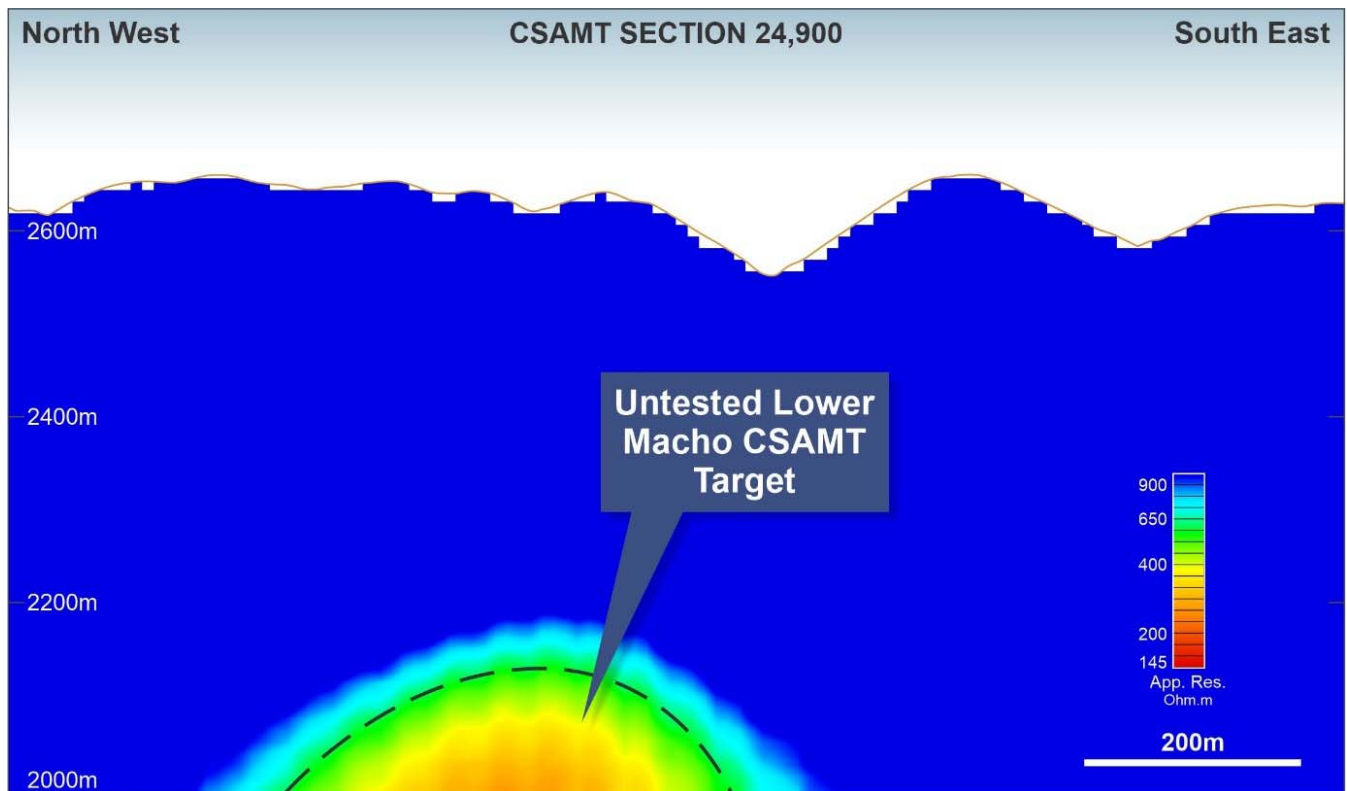 North West
CSAMT SECTION 24,900
South East
2600m
2400m
Untested Lower
Macho CSAMT
Target
900
650
400
200
145
App. Res.
Ohm.m
2200m
200m
2000m